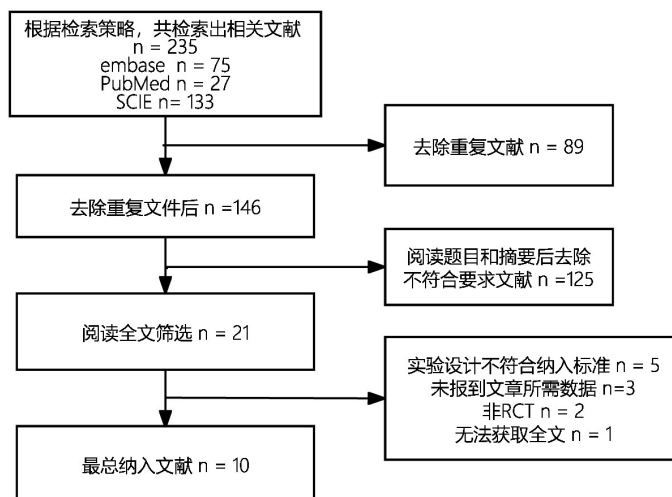 根据检索策略，共检索出相关文献
n = 235
embase n = 75
PubMed n = 27
SCIE n= 133
去除重复文献 n = 89
去除重复文件后 n =146
阅读题目和摘要后去除
不符合要求文献 n =125
阅读全文筛选 n = 21
实验设计不符合纳入标准 n = 5
未报到文章所需数据 n=3
非RCT n = 2
无法获取全文 n = 1
最总纳入文献 n = 10